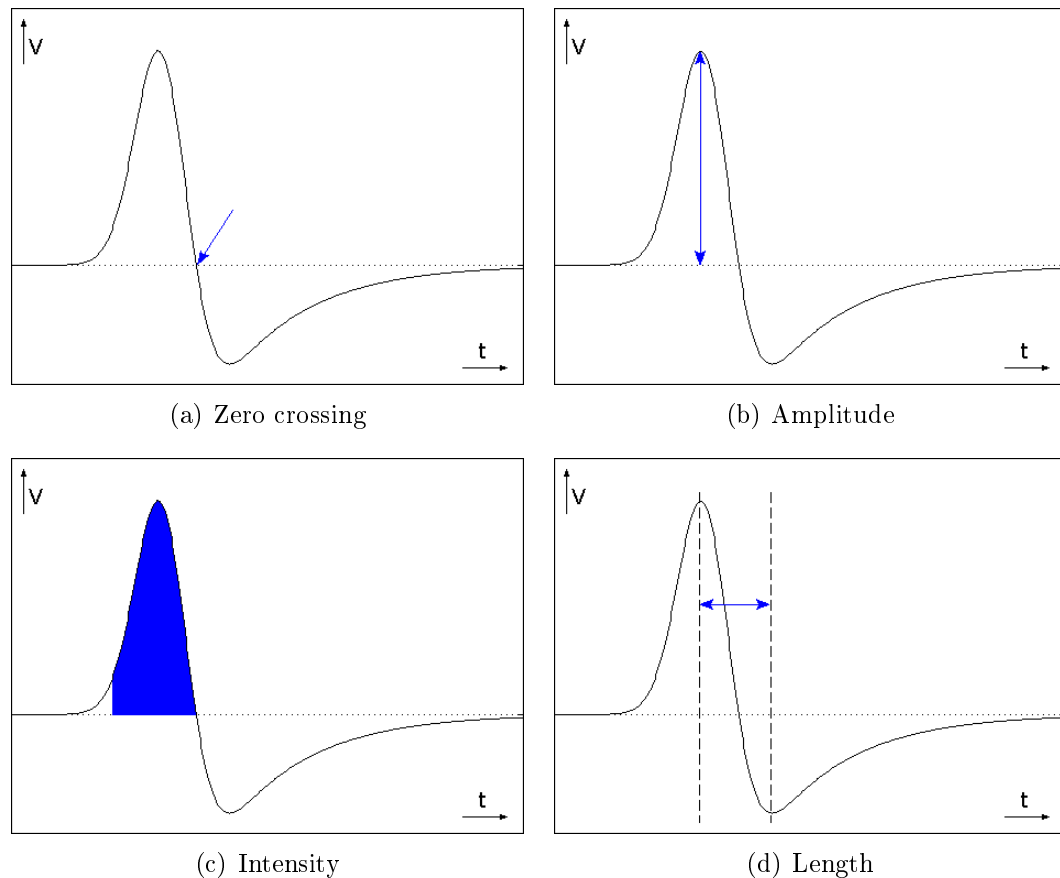 V
t
(a) Zero crossing
V
t
(b) Amplitude
V
t
(c) Intensity
V
t
(d) Length